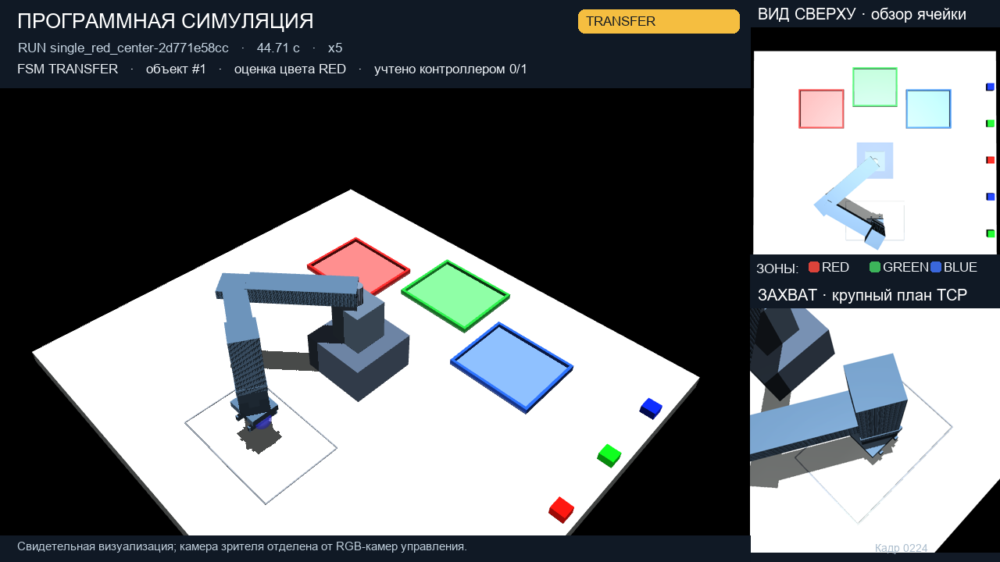 ПРОГРАММНАЯ СИМУЛЯЦИЯ
TRANSFER
RUN single_red_center-2d771e58cc · 44.71 с · x5
FSM TRANSFER · объект #1 · оценка цвета RED · учтено контроллером 0/1
ВИД СВЕРХУ · обзор ячейки
ЗОНЫ: RED GREEN BLUE
ЗАХВАТ · крупный план TCP
Кадр 0224
Свидетельная визуализация; камера зрителя отделена от RGB-камер управления.